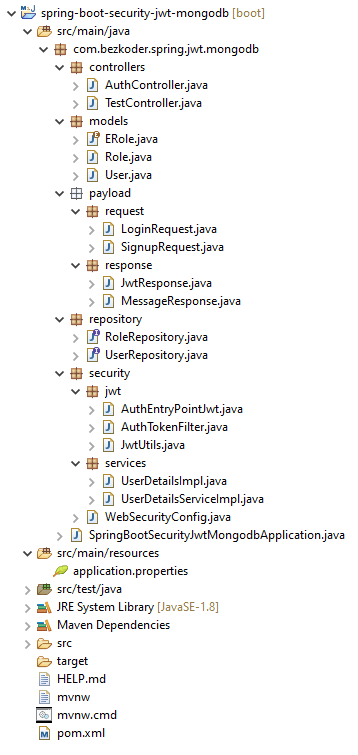 spring-boot-security-jwt-mongodb [boot]
src/main/java
com.bezkoder.spring.jwt.mongodb
controllers
AuthController.java
TestController.java
models
ERole.java
Role.java
User.java
payload
request
LoginRequest.java
SignupRequest.java
response
JwtResponse.java
MessageResponse.java
repository
RoleRepository.java
UserRepository.java
security
jwt
AuthEntryPointJwt.java
AuthTokenFilter.java
JwtUtils.java
services
UserDetailsImpl.java
UserDetailsServiceImpl.java
WebSecurityConfig.java
SpringBootSecurityJwtMongodbApplication.java
src/main/resources
application.properties
src/test/java
JRE System Library [JavaSE-1.8]
Maven Dependencies
src
target
HELP.md
mvnw
mvnw.cmd
pom.xml